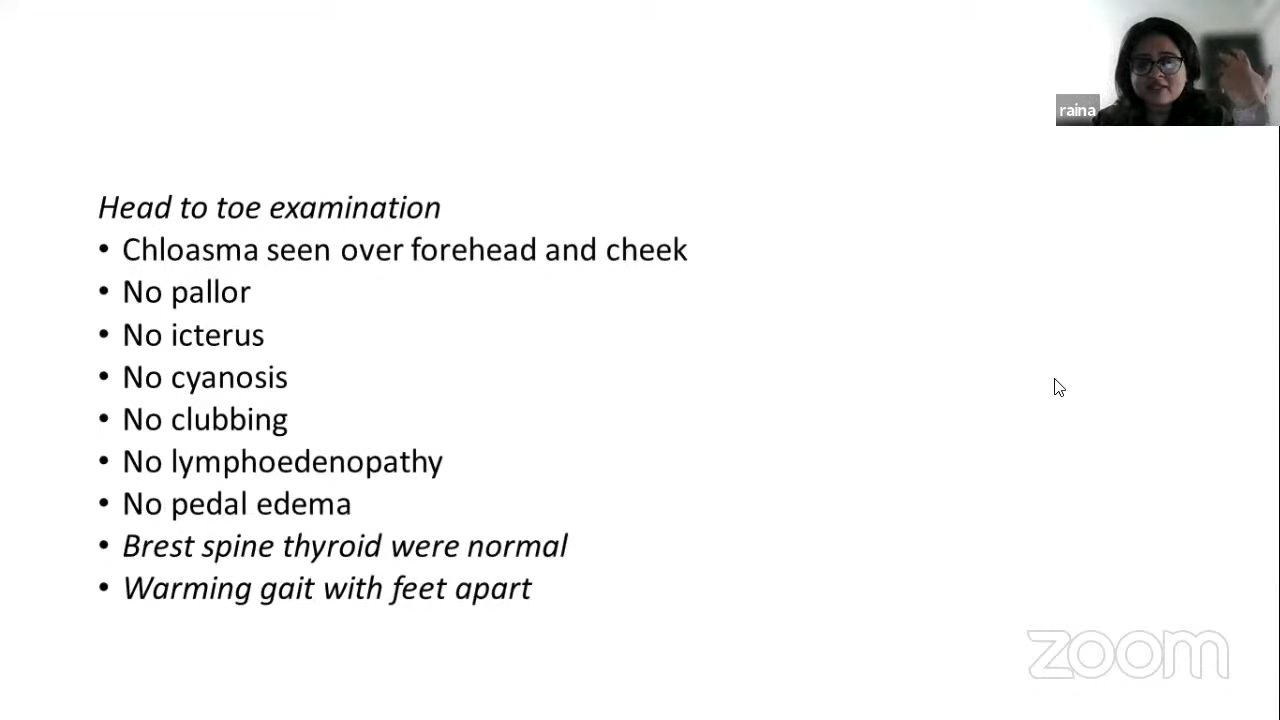 raina
Head to toe examination
• Chloasma seen over forehead and cheek
• No pallor
• No icterus
• No cyanosis
• No clubbing
• No lymphoedenopathy
• No pedal edema
• Brest spine thyroid were normal
• Warming gait with feet apart
zoom